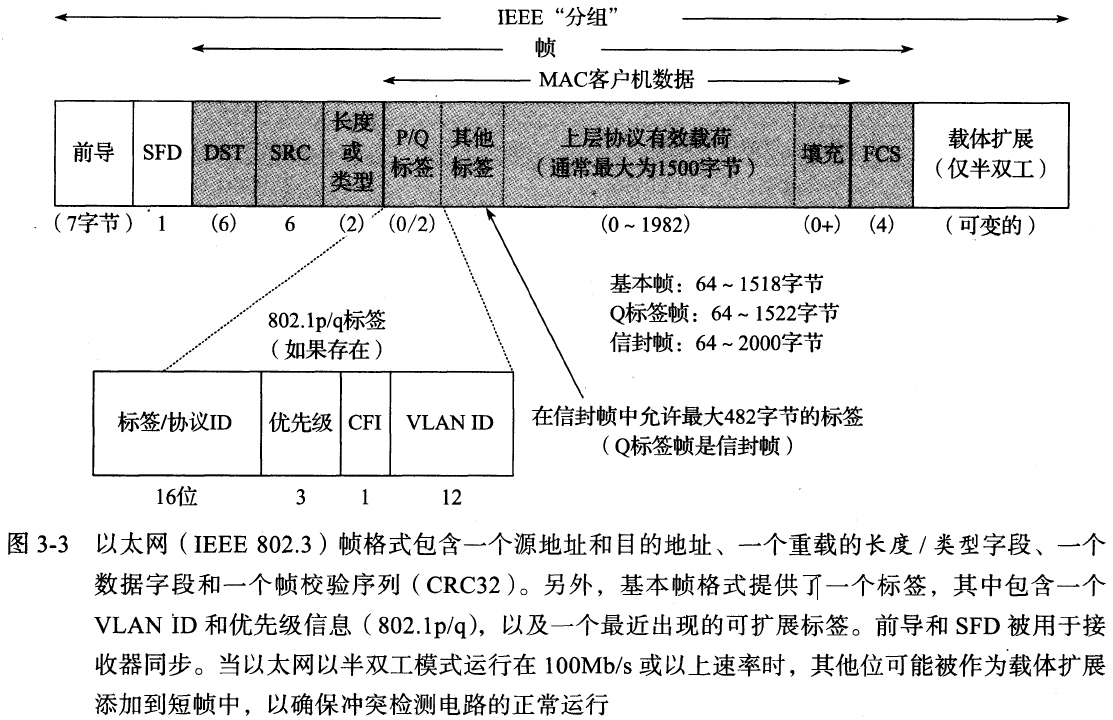 IEEE“分组”
帧
MAC客户机数据
前导
SFD
DST
SRC
长度
或
类型
P/Q
标签
其他
标签
上层协议有效载荷
（通常最大为1500字节）
填充
FCS
载体扩展
（仅半双工）
（7字节） 1 (6) 6 (2) (0/2) (0～1982) (0+) (4) （可变的）
基本帧：64～1518字节
Q标签帧：64～1522字节
信封帧：64～2000字节
802.1p/q标签
（如果存在）
标签/协议ID 优先级 CFI VLAN ID
16位 3 1 12
在信封帧中允许最大482字节的标签
（Q标签帧是信封帧）
图 3-3 以太网（IEEE 802.3）帧格式包含一个源地址和目的地址、一个重载的长度/类型字段、一个
数据字段和一个帧校验序列（CRC32）。另外，基本帧格式提供了一个标签，其中包含一个
VLAN ID 和优先级信息（802.1p/q），以及一个最近出现的可扩展标签。前导和 SFD 被用于接
收器同步。当以太网以半双工模式运行在 100Mb/s 或以上速率时，其他位可能被作为载体扩展
添加到短帧中，以确保冲突检测电路的正常运行